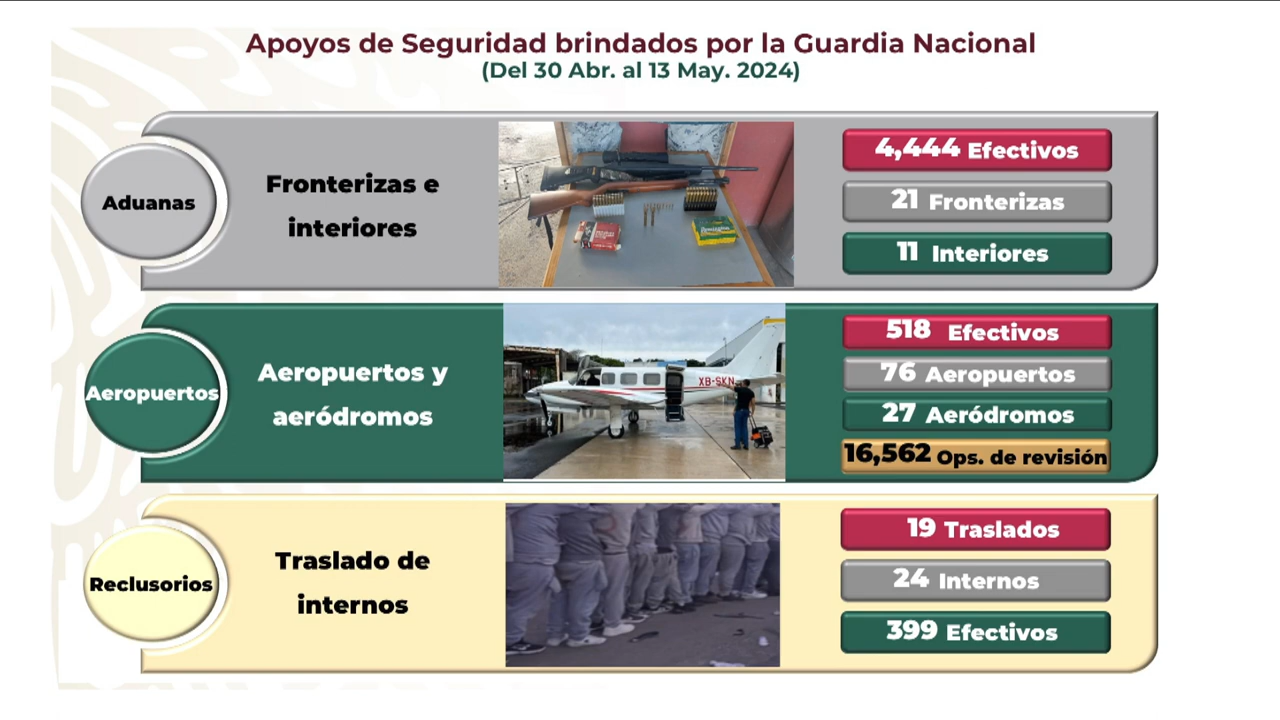 Apoyos de Seguridad brindados por la Guardia Nacional
(Del 30 Abr. al 13 May. 2024)
Aduanas
Fronterizas e
interiores
4,444 Efectivos
21 Fronterizas
11 Interiores
Aeropuertos
Aeropuertos y
aeródromos
XB-SKN
518 Efectivos
76 Aeropuertos
27 Aeródromos
16,562 Ops. de revisión
Reclusorios
Traslado de
internos
19 Traslados
24 Internos
399 Efectivos